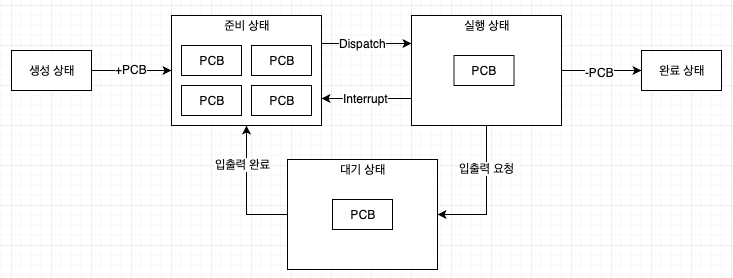 생성 상태
+PCB
준비 상태
PCB
PCB
PCB
PCB
Dispatch
Interrupt
실행 상태
PCB
-PCB
완료 상태
입출력 완료
대기 상태
PCB
입출력 요청